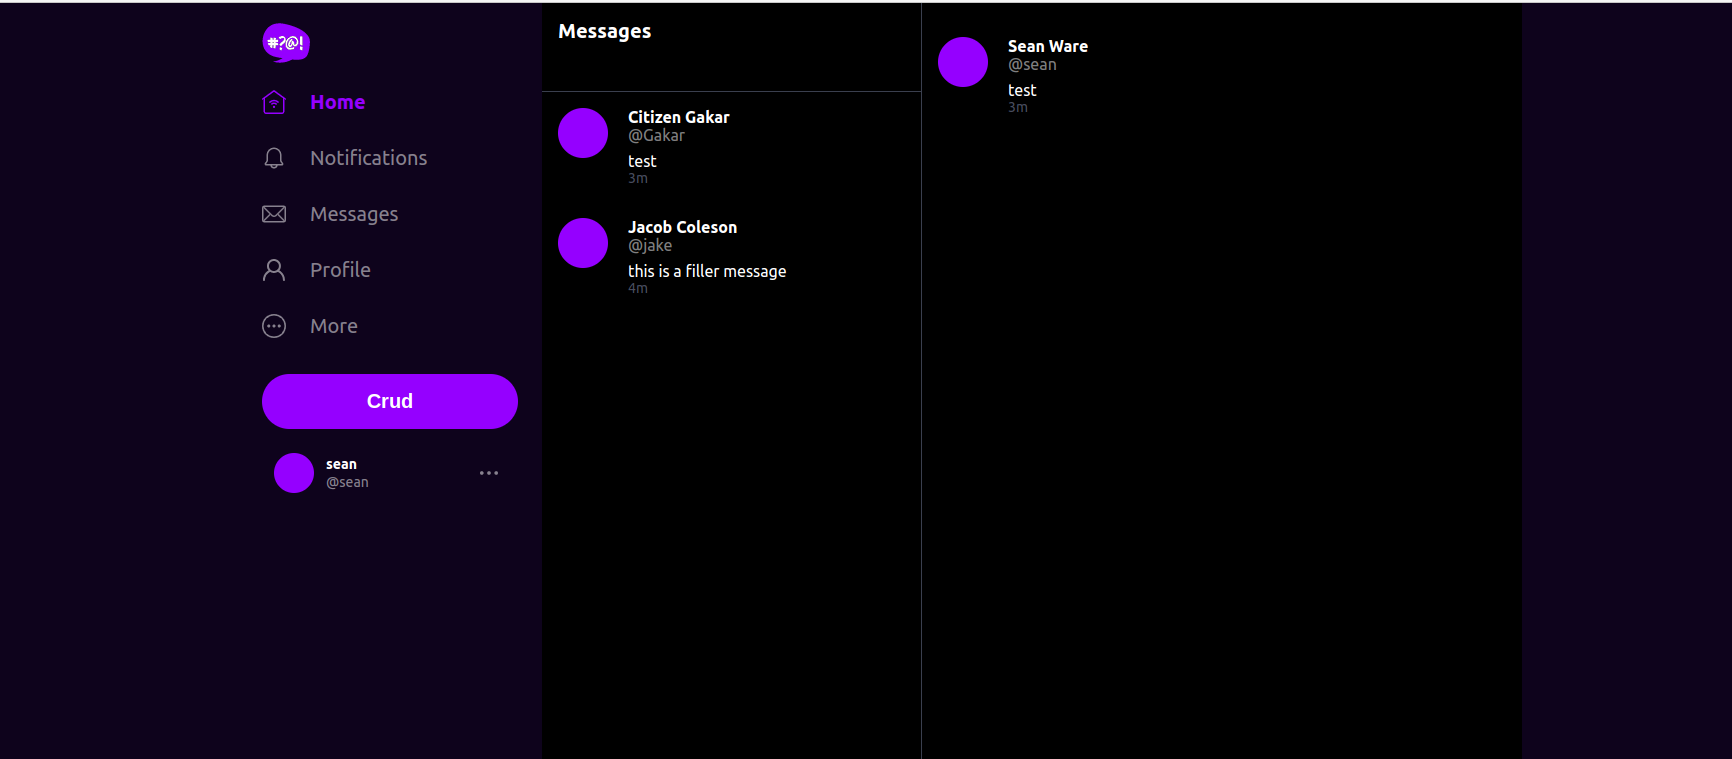 #?@!
Home
Notifications
Messages
Profile
More
Crud
sean
@sean
Messages
Citizen Gakar
@Gakar
test
3m
Jacob Coleson
@jake
this is a filler message
4m
Sean Ware
@sean
test
3m